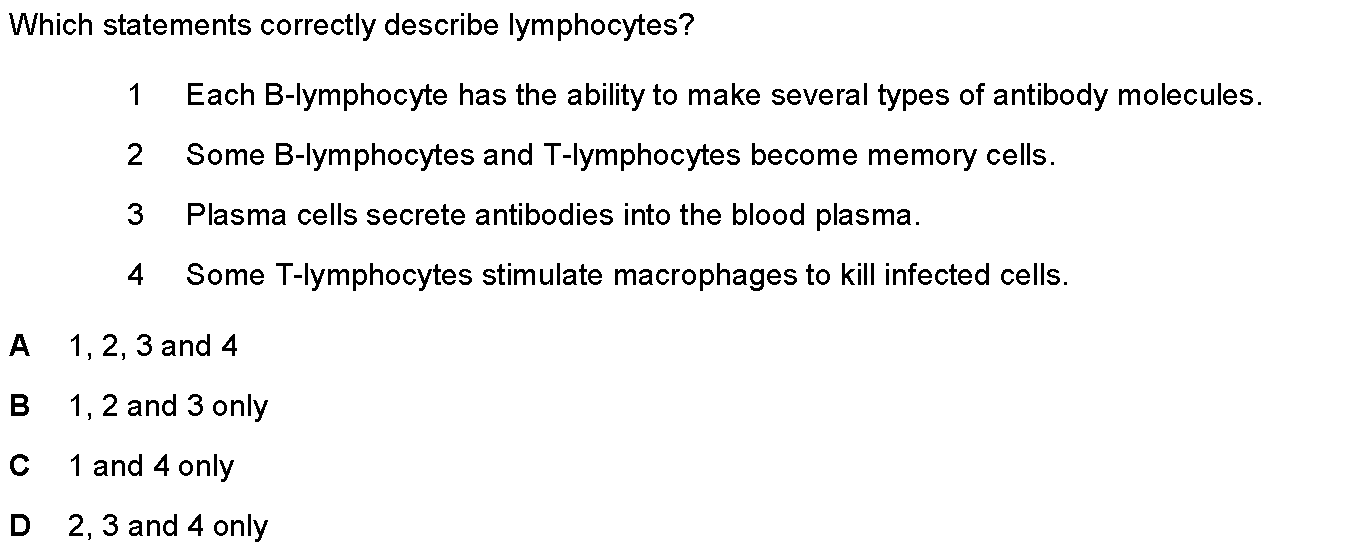 Which statements correctly describe lymphocytes?
1 Each B-lymphocyte has the ability to make several types of antibody molecules.
2 Some B-lymphocytes and T-lymphocytes become memory cells.
3 Plasma cells secrete antibodies into the blood plasma.
4 Some T-lymphocytes stimulate macrophages to kill infected cells.
A 1, 2, 3 and 4
B 1, 2 and 3 only
C 1 and 4 only
D 2, 3 and 4 only